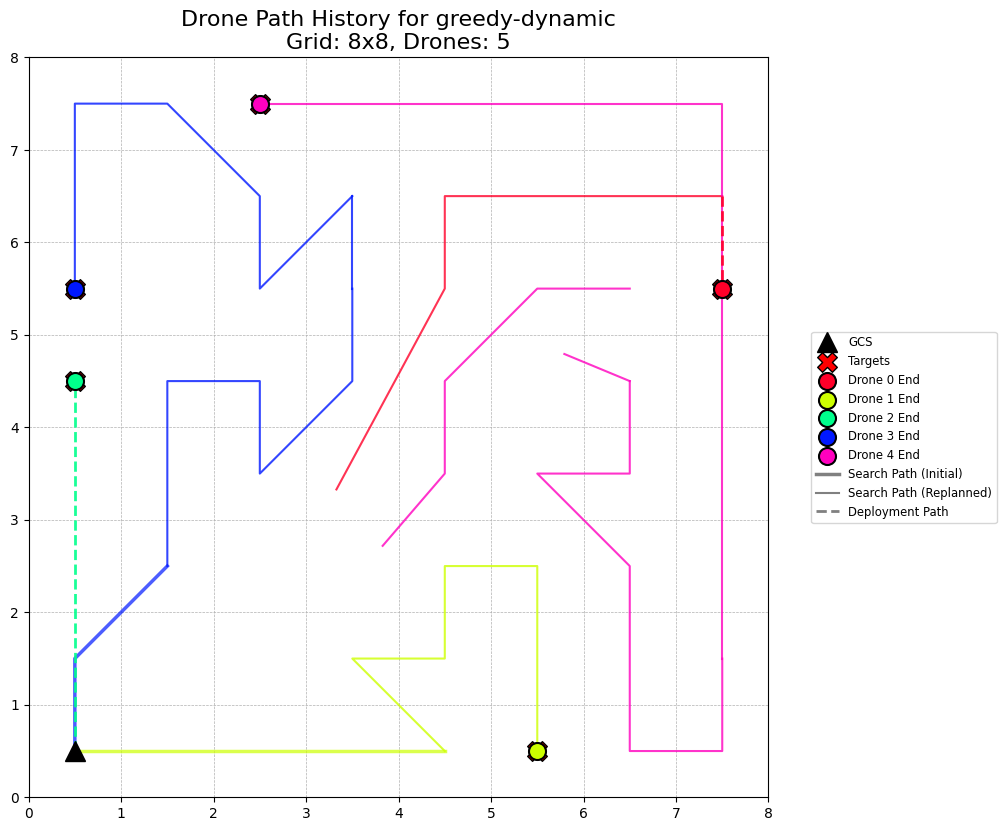 Drone Path History for greedy-dynamic
Grid: 8x8, Drones: 5
8
7
6
5
4
3
2
1
0
0 1 2 3 4 5 6 7 8
GCS
Targets
Drone 0 End
Drone 1 End
Drone 2 End
Drone 3 End
Drone 4 End
Search Path (Initial)
Search Path (Replanned)
Deployment Path